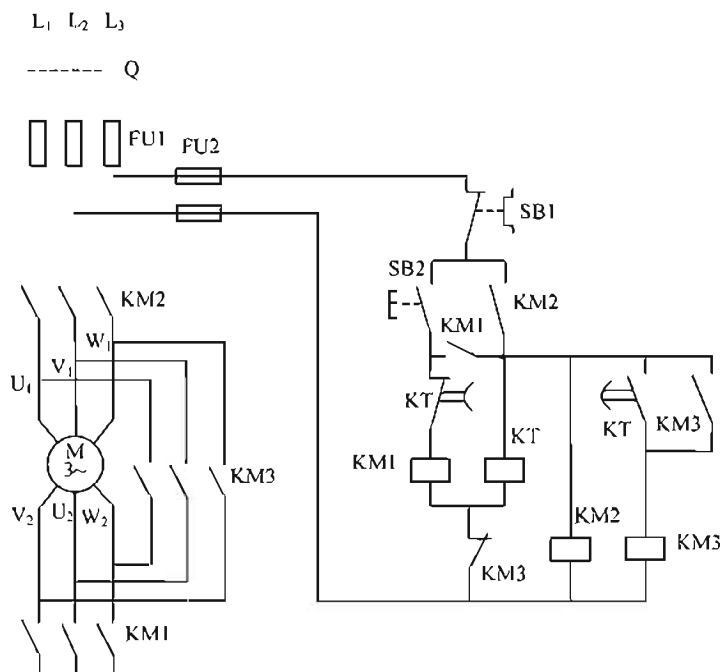 L₁ L₂ L₃
Q
FU1
FU2
SB1
SB2
KM2
KM1
KM2
W₁
V₁
U₁
KT
KT
KT
KM3
M
3~
KM1
KM3
V₂ U₂ W₂
KM2
KM3
KM3
KM1